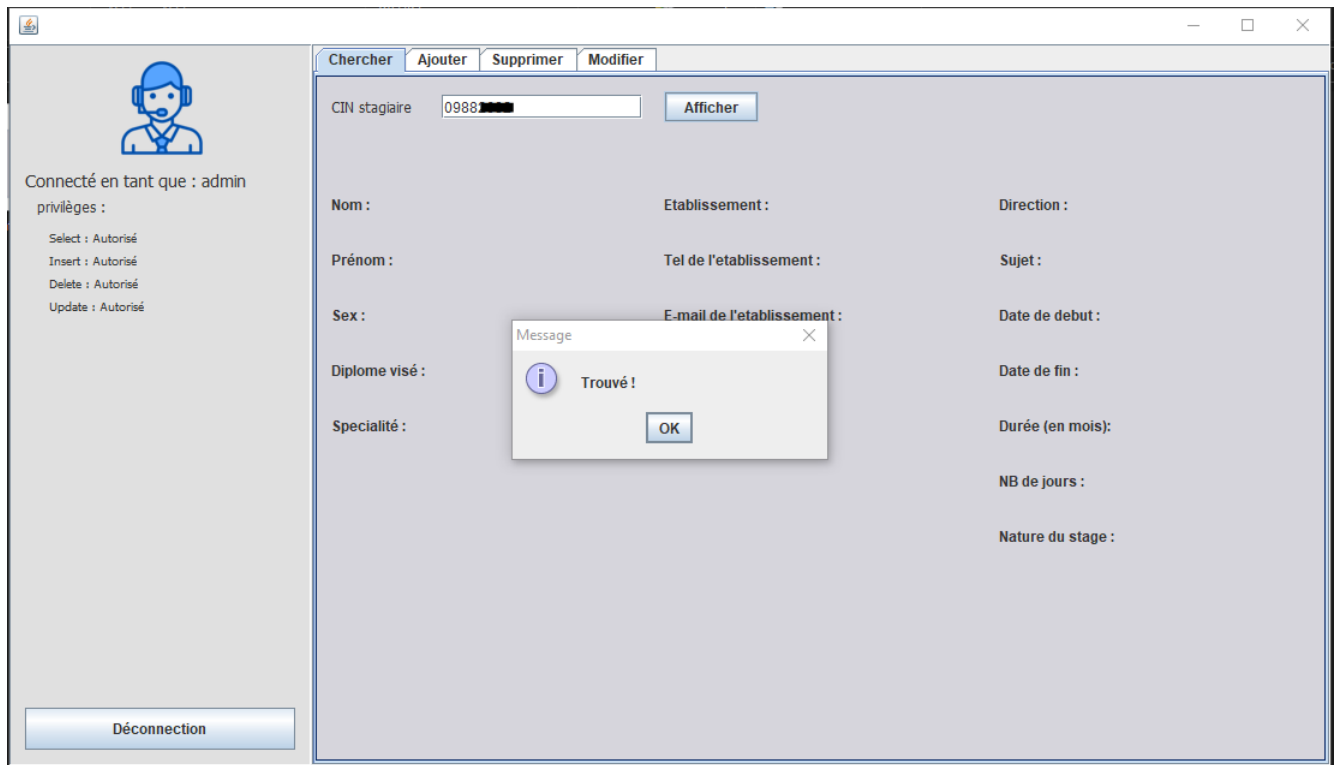 Chercher Ajouter Supprimer Modifier
CIN stagiaire 0988 Afficher
Connecté en tant que : admin
privilèges :
Select : Autorisé
Insert : Autorisé
Delete : Autorisé
Update : Autorisé
Déconnection
Nom : Etablissement : Direction :
Prénom : Tel de l'etablissement : Sujet :
Sex : E-mail de l'etablissement : Date de debut :
Diplome visé : Date de fin :
Specialité : Durée (en mois):
NB de jours :
Nature du stage :
Message
Trouvé !
OK